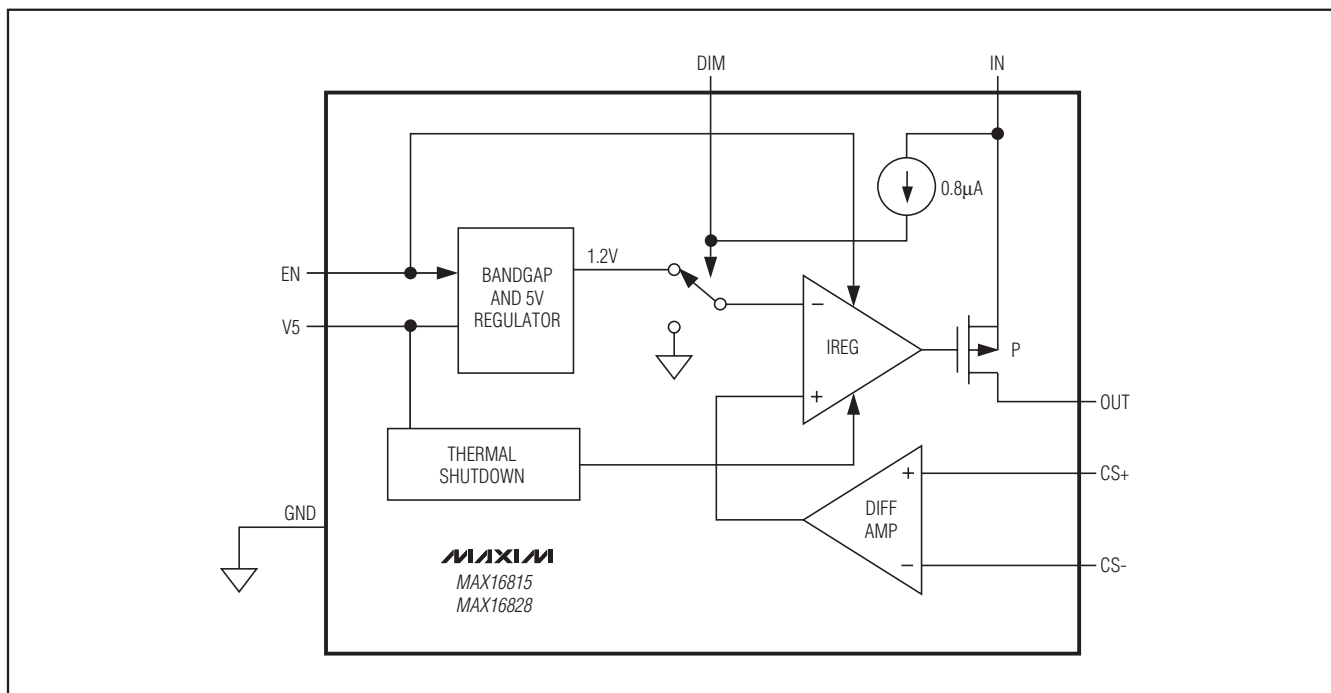 DIM
IN
0.8µA
EN
BANDGAP
AND 5V
REGULATOR
1.2V
V5
−
IREG
+
P
OUT
THERMAL
SHUTDOWN
+
DIFF
AMP
−
CS+
CS-
GND
MAXIM
MAX16815
MAX16828